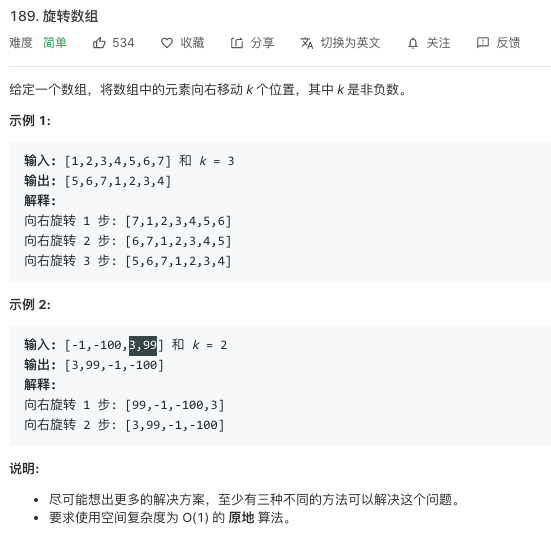 189. 旋转数组
难度 简单 534 收藏 分享 切换为英文 关注 反馈
给定一个数组，将数组中的元素向右移动 k 个位置，其中 k 是非负数。
示例 1:
输入: [1,2,3,4,5,6,7] 和 k = 3
输出: [5,6,7,1,2,3,4]
解释:
向右旋转 1 步: [7,1,2,3,4,5,6]
向右旋转 2 步: [6,7,1,2,3,4,5]
向右旋转 3 步: [5,6,7,1,2,3,4]
示例 2:
输入: [-1,-100,3,99] 和 k = 2
输出: [3,99,-1,-100]
解释:
向右旋转 1 步: [99,-1,-100,3]
向右旋转 2 步: [3,99,-1,-100]
说明:
• 尽可能想出更多的解决方案，至少有三种不同的方法可以解决这个问题。
• 要求使用空间复杂度为 O(1) 的 原地 算法。